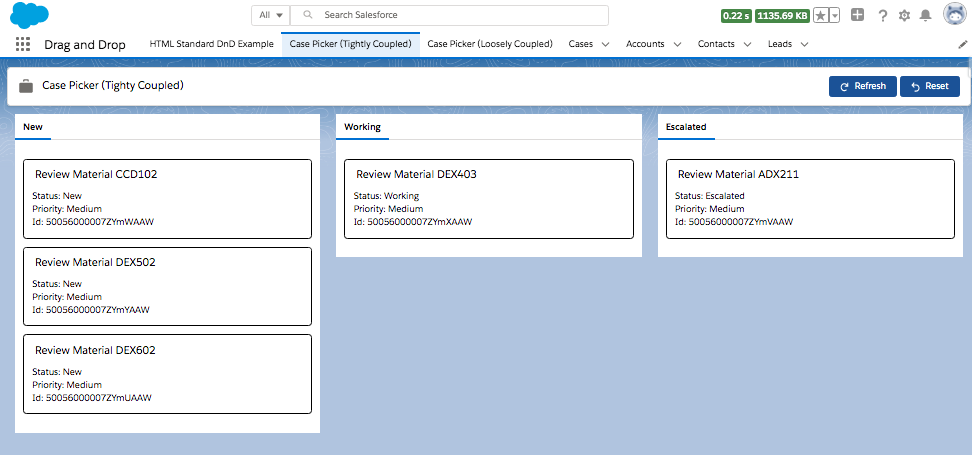 All
Search Salesforce
0.22 s
1135.69 KB
Drag and Drop
HTML Standard DnD Example
Case Picker (Tightly Coupled)
Case Picker (Loosely Coupled)
Cases
Accounts
Contacts
Leads
Case Picker (Tighty Coupled)
Refresh
Reset
New
Review Material CCD102
Status: New
Priority: Medium
Id: 50056000007ZYmWAAW
Review Material DEX502
Status: New
Priority: Medium
Id: 50056000007ZYmYAAW
Review Material DEX602
Status: New
Priority: Medium
Id: 50056000007ZYmUAAW
Working
Review Material DEX403
Status: Working
Priority: Medium
Id: 50056000007ZYmXAAW
Escalated
Review Material ADX211
Status: Escalated
Priority: Medium
Id: 50056000007ZYmVAAW